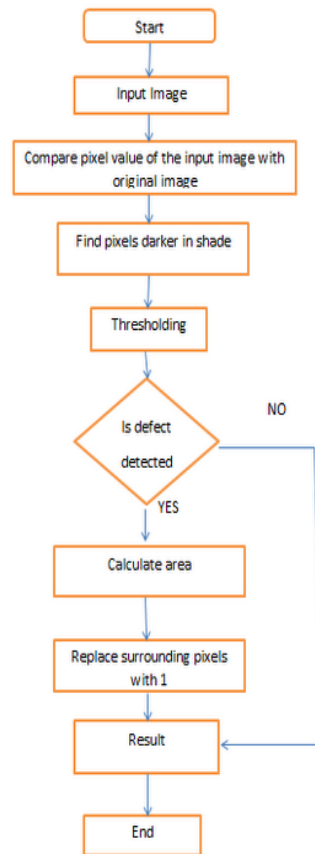 Start
Input Image
Compare pixel value of the input image with
original image
Find pixels darker in shade
Thresholding
Is defect
detected
NO
YES
Calculate area
Replace surrounding pixels
with 1
Result
End